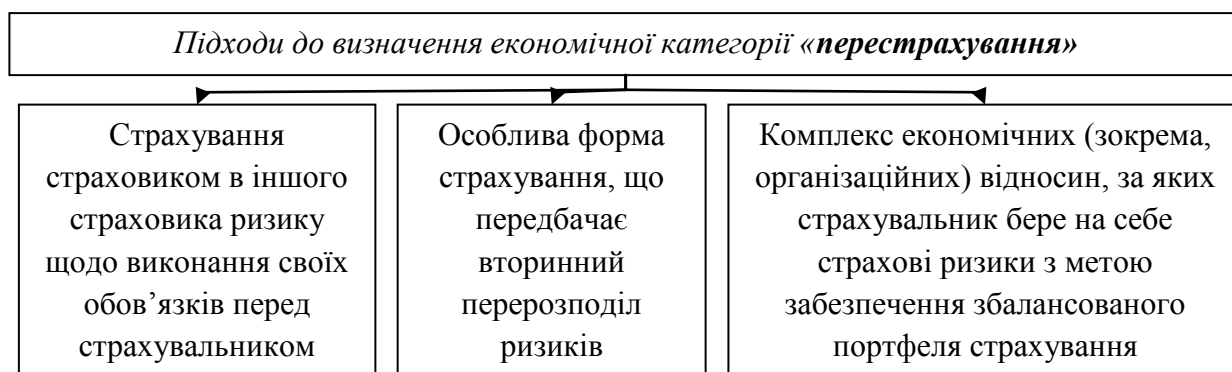 Підходи до визначення економічної категорії «перестрахування»
Страхування
страховиком в іншого
страховика ризику
щодо виконання своїх
обов’язків перед
страхувальником
Особлива форма
страхування, що
передбачає
вторинний
перерозподіл
ризиків
Комплекс економічних (зокрема,
організаційних) відносин, за яких
страхувальник бере на себе
страхові ризики з метою
забезпечення збалансованого
портфеля страхування